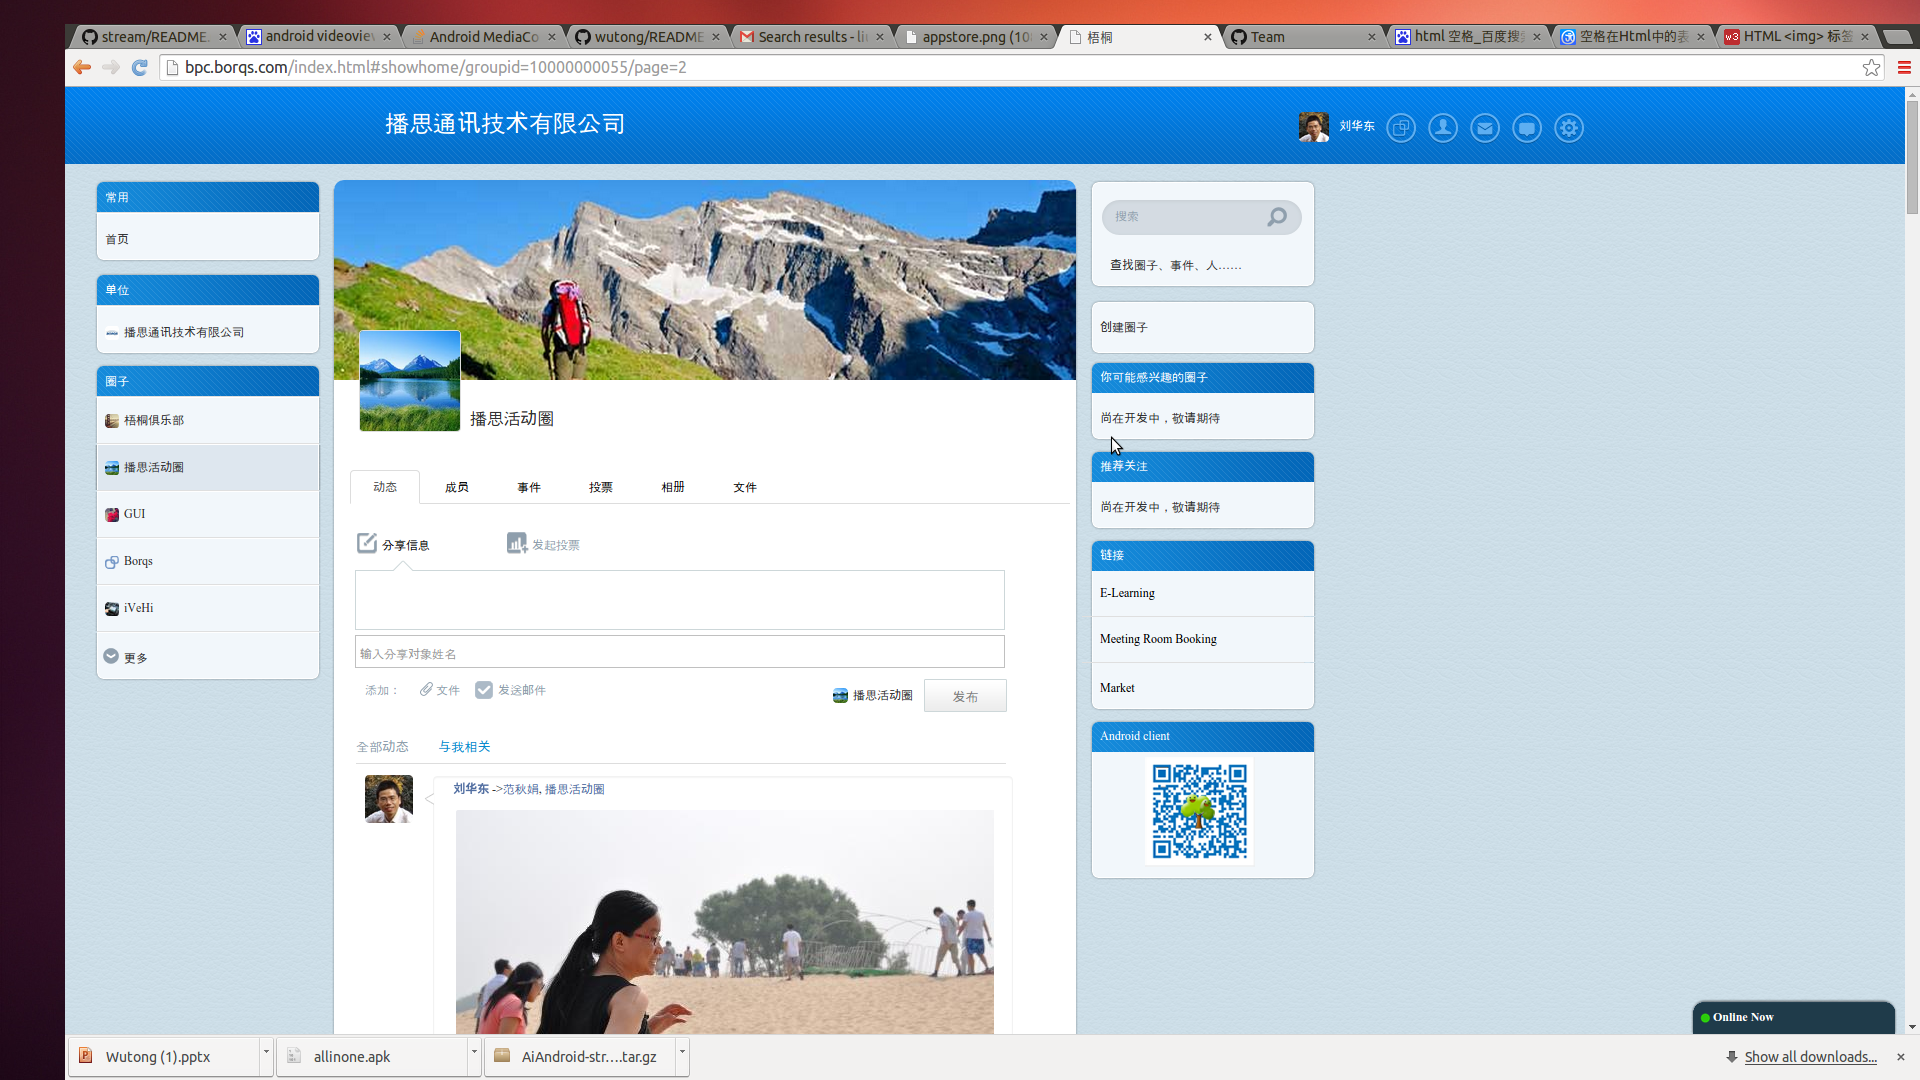 stream/README.
android videoview
Android MediaCo
wutong/README
Search results - lin
appstore.png (10
梧桐
Team
html 空格_百度搜
空格在Html中的表
HTML <img> 标签
bpc.borqs.com/index.html#showhome/groupid=10000000055/page=2
播思通讯技术有限公司
刘华东
常用
首页
单位
播思通讯技术有限公司
圈子
梧桐俱乐部
播思活动圈
GUI
Borqs
iVeHi
更多
播思活动圈
动态 成员 事件 投票 相册 文件
分享信息 发起投票
输入分享对象姓名
添加： 文件 发送邮件
播思活动圈 发布
全部动态 与我相关
刘华东 ->范秋娟, 播思活动圈
搜索
查找圈子、事件、人……
创建圈子
你可能感兴趣的圈子
尚在开发中，敬请期待
推荐关注
尚在开发中，敬请期待
链接
E-Learning
Meeting Room Booking
Market
Android client
Online Now
Wutong (1).pptx
allinone.apk
AiAndroid-str....tar.gz
Show all downloads...